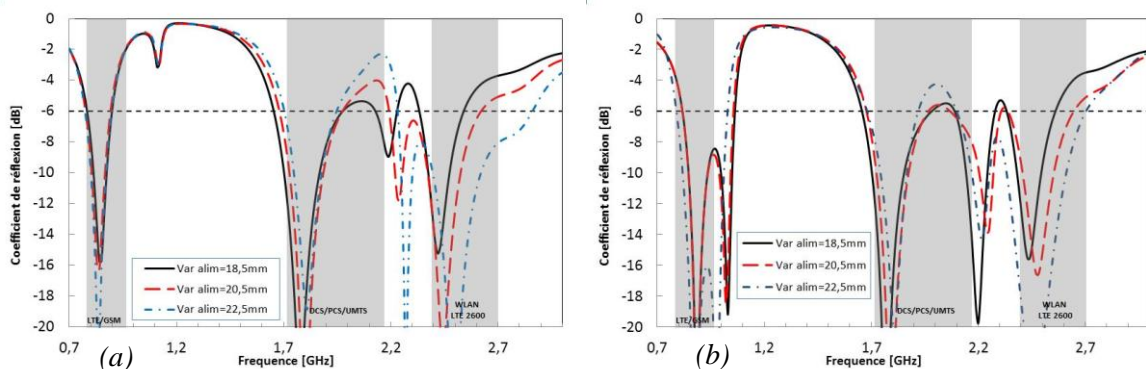 0
-2
-4
-6
-8
-10
-12
-14
-16
-18
-20
Coefficient de réflexion [dB]
Var alim=18,5mm
Var alim=20,5mm
Var alim=22,5mm
LTE/GSM
DCS/PCS/UMTS
WLAN
LTE 2600
0,7
1,2
1,7
2,2
2,7
(a)
Frequence [GHz]
0
-2
-4
-6
-8
-10
-12
-14
-16
-18
-20
Coefficient de réflexion [dB]
Var alim=18,5mm
Var alim=20,5mm
Var alim=22,5mm
LTE/GSM
DCS/PCS/UMTS
WLAN
LTE 2600
0,7
1,2
1,7
2,2
2,7
(b)
Frequence [GHz]